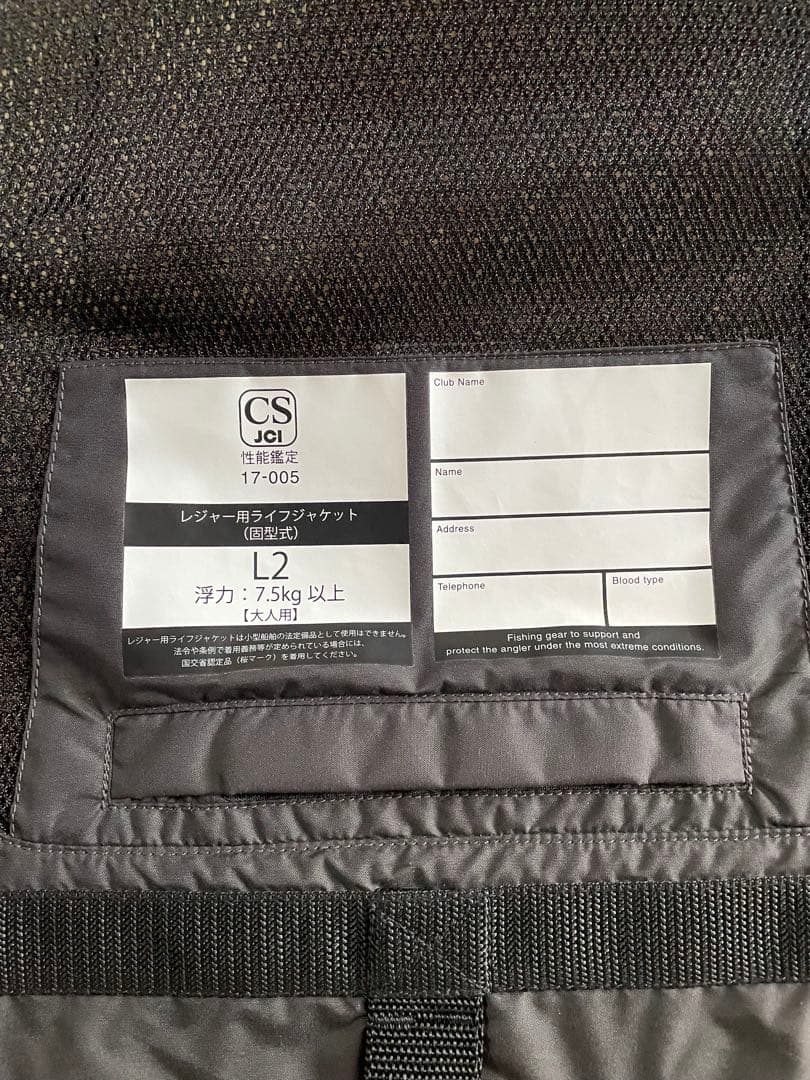 CS
JCI
性能鑑定
17-005
レジャー用ライフジャケット
(固型式)
L2
浮力：7.5kg 以上
【大人用】
レジャー用ライフジャケットは小型船舶の法定備品として使用はできません。
法令や条例で着用義務等が定められている場合には、
国交省認定品（桜マーク）を着用してください。
Club Name
Name
Address
Telephone
Blood type
Fishing gear to support and
protect the angler under the most extreme conditions.